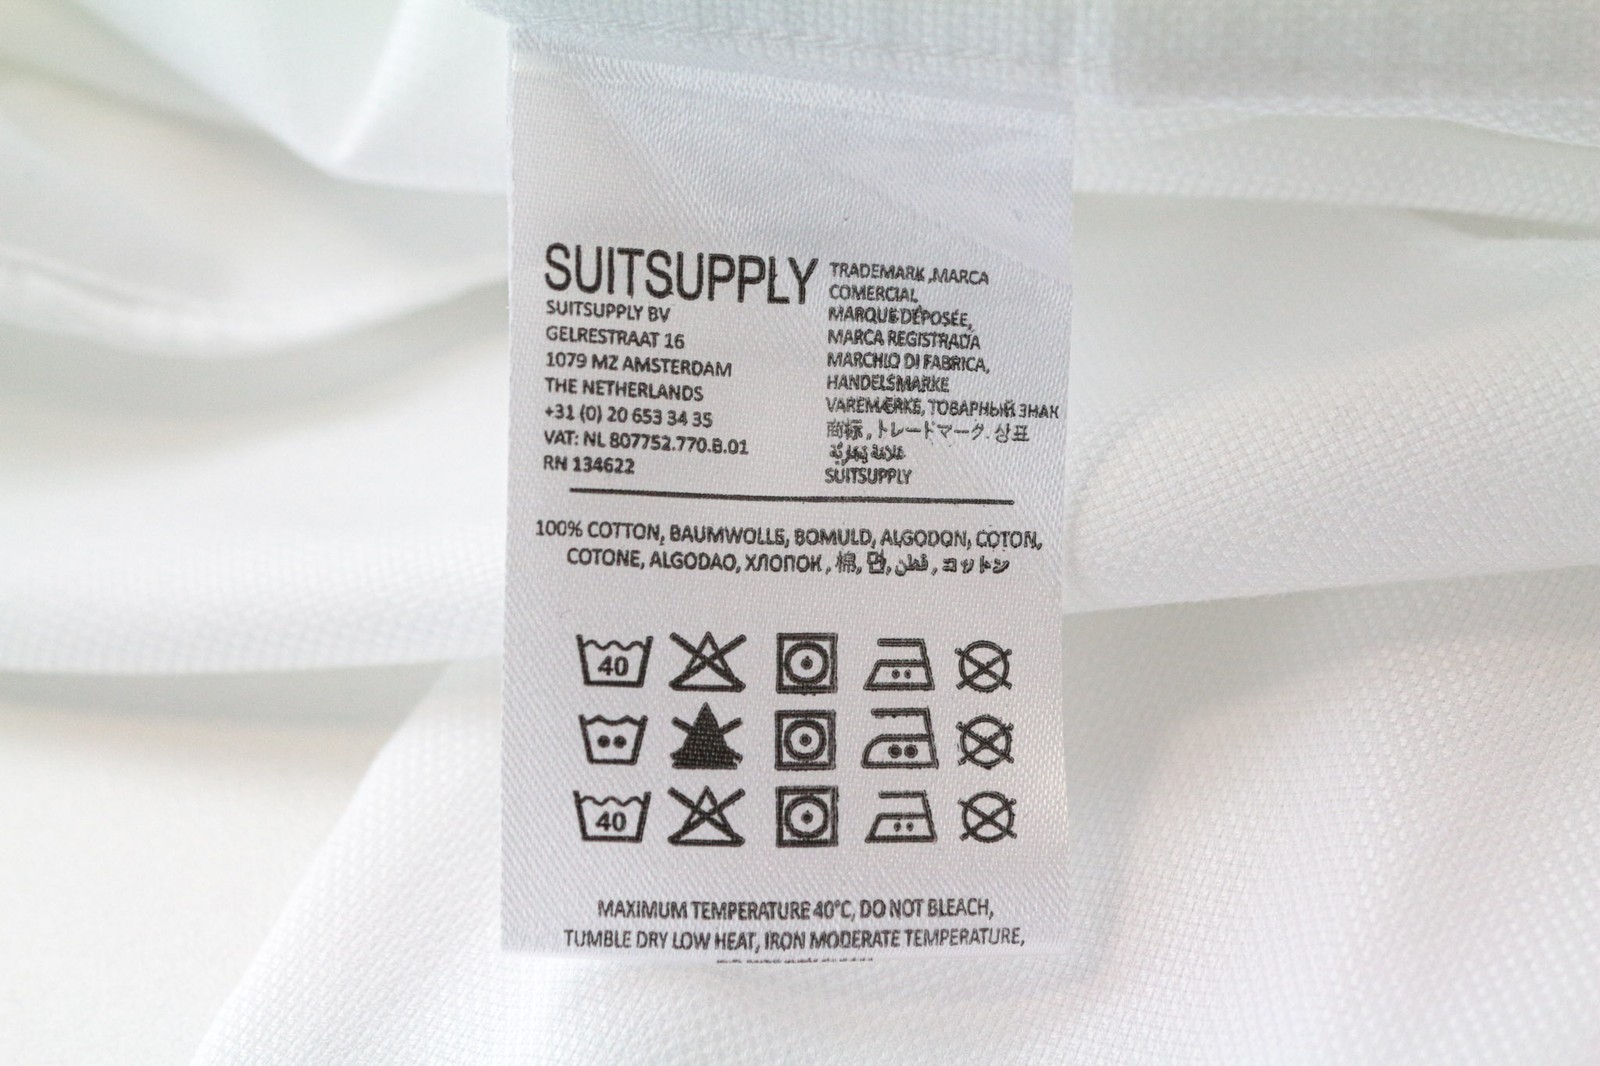 SUITSUPPLY
SUITSUPPLY BV
GELRESTRAAT 16
1079 MZ AMSTERDAM
THE NETHERLANDS
+31 (0) 20 653 34 35
VAT: NL 807752.770.B.01
RN 134622
TRADEMARK ,MARCA
COMERCIAL
MARQUE DÉPOSÉE,
MARCA REGISTRADA
MARCHIO DI FABRICA,
HANDELSMARKE
VAREMÆRKE, ТОВАРНЫЙ ЗНАК
商标, トレードマーク. 상표
SUITSUPPLY
100% COTTON, BAUMWOLLE, BOMULD, ALGODON, COTON,
COTONE, ALGODAO, ХЛОПОК , 棉, 면, قطن , コットン
40
40
MAXIMUM TEMPERATURE 40°C, DO NOT BLEACH,
TUMBLE DRY LOW HEAT, IRON MODERATE TEMPERATURE,